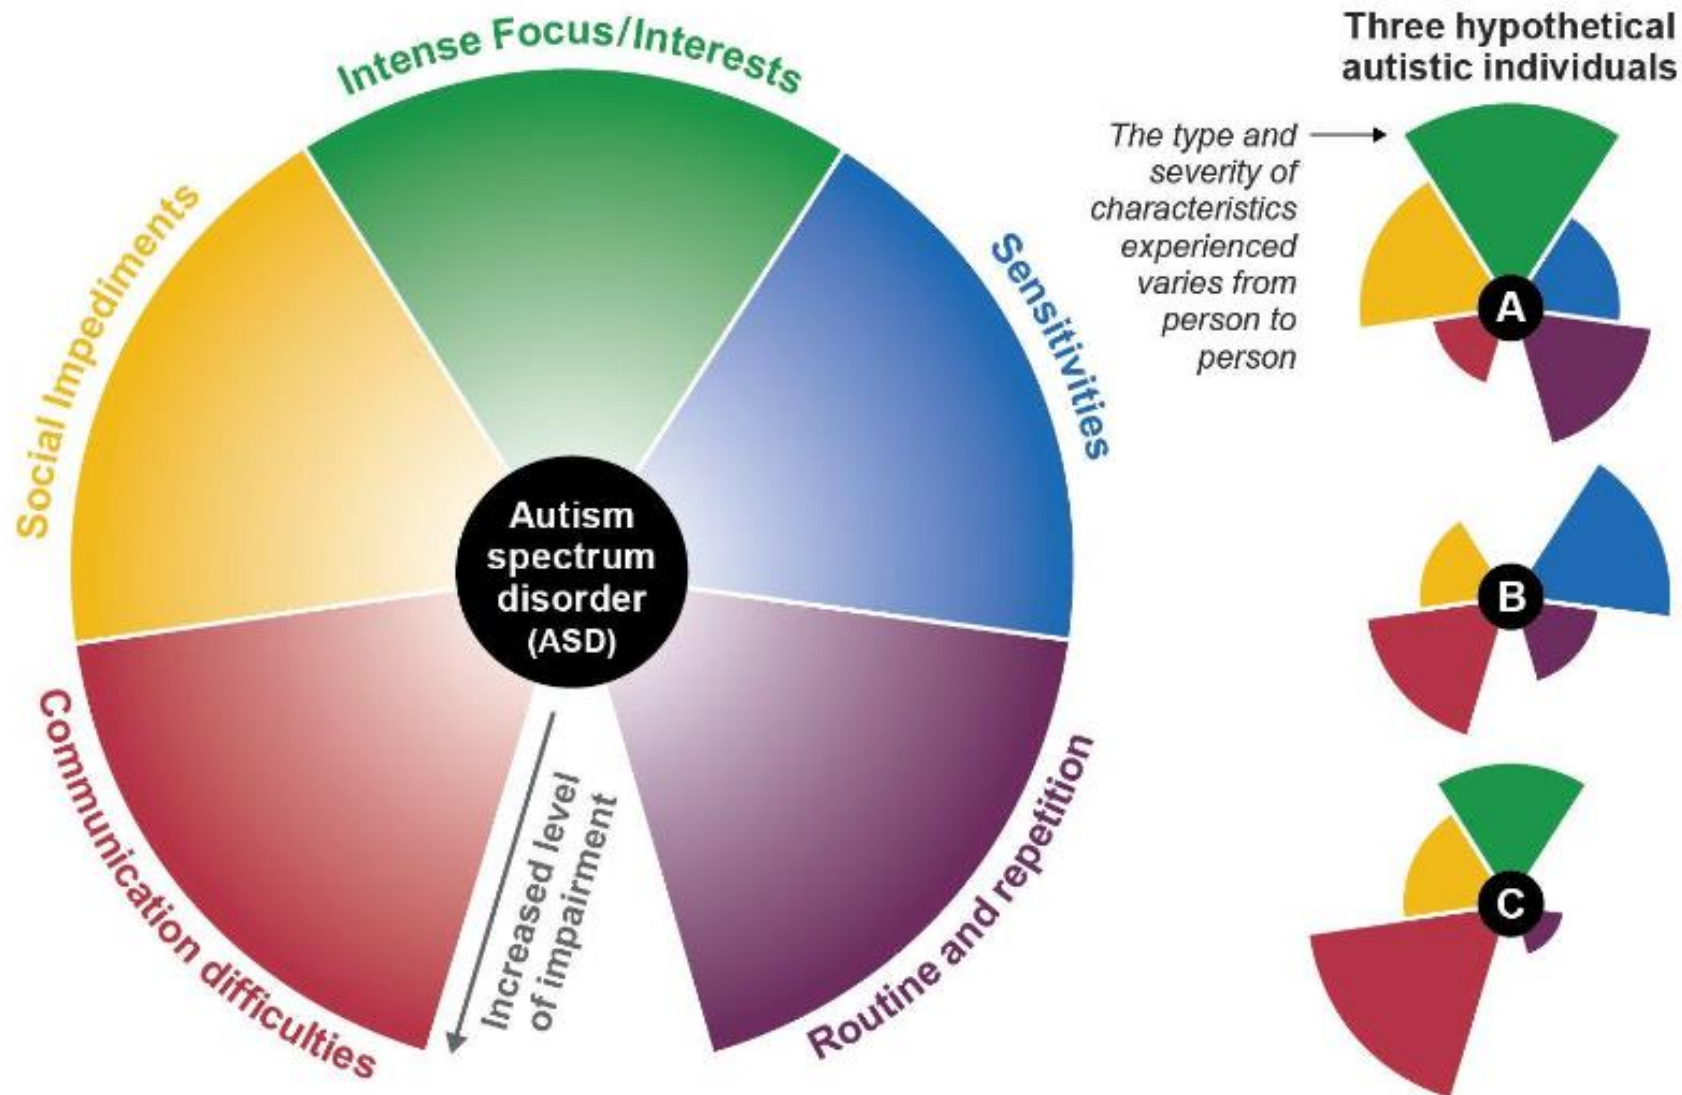 Intense Focus/Interests
Social Impediments
Sensitivities
Autism
spectrum
disorder
(ASD)
Communication difficulties
Increased level
of impairment
Routine and repetition
Three hypothetical
autistic individuals
The type and
severity of
characteristics
experienced
varies from
person to
person
A
B
C